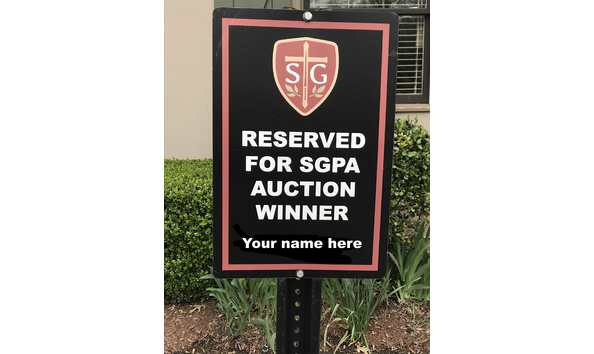 SG
RESERVED
FOR SGPA
AUCTION
WINNER
Your name here